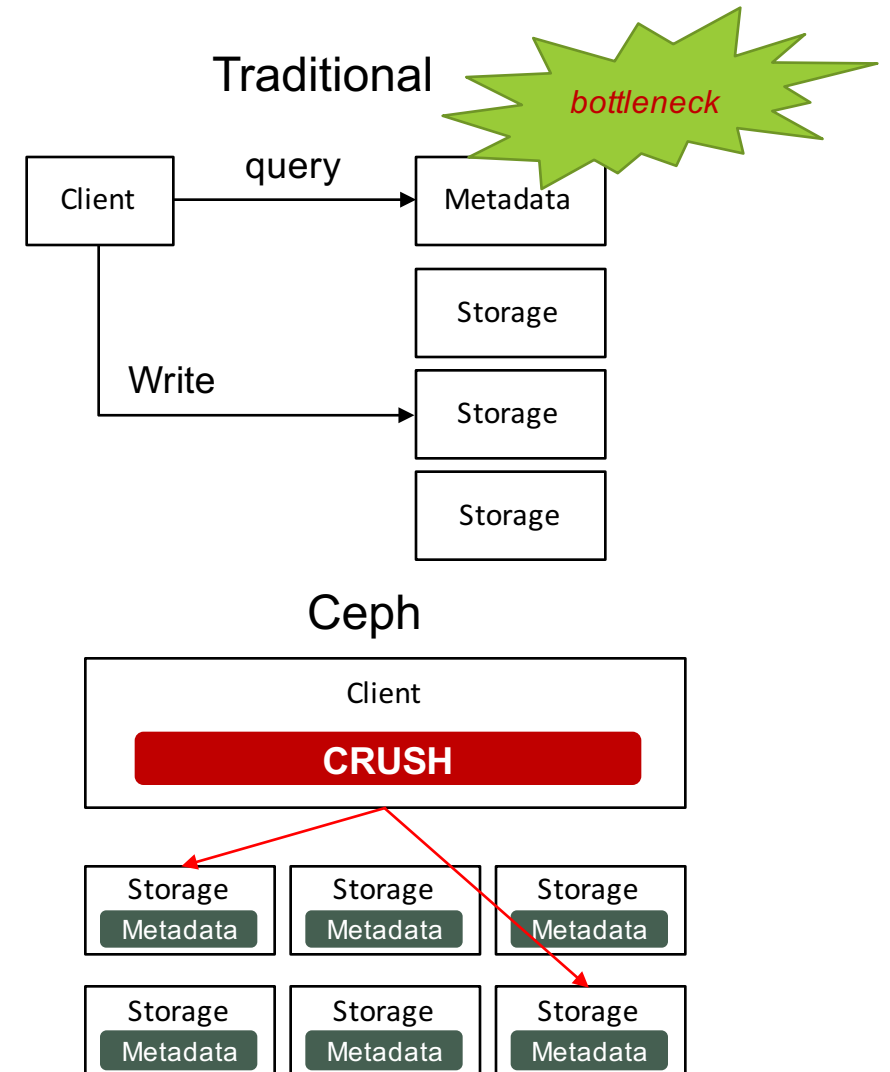 Traditional
bottleneck
query
Client
Metadata
Storage
Write
Storage
Storage
Ceph
Client
CRUSH
Storage Storage Storage
Metadata Metadata Metadata
Storage Storage Storage
Metadata Metadata Metadata